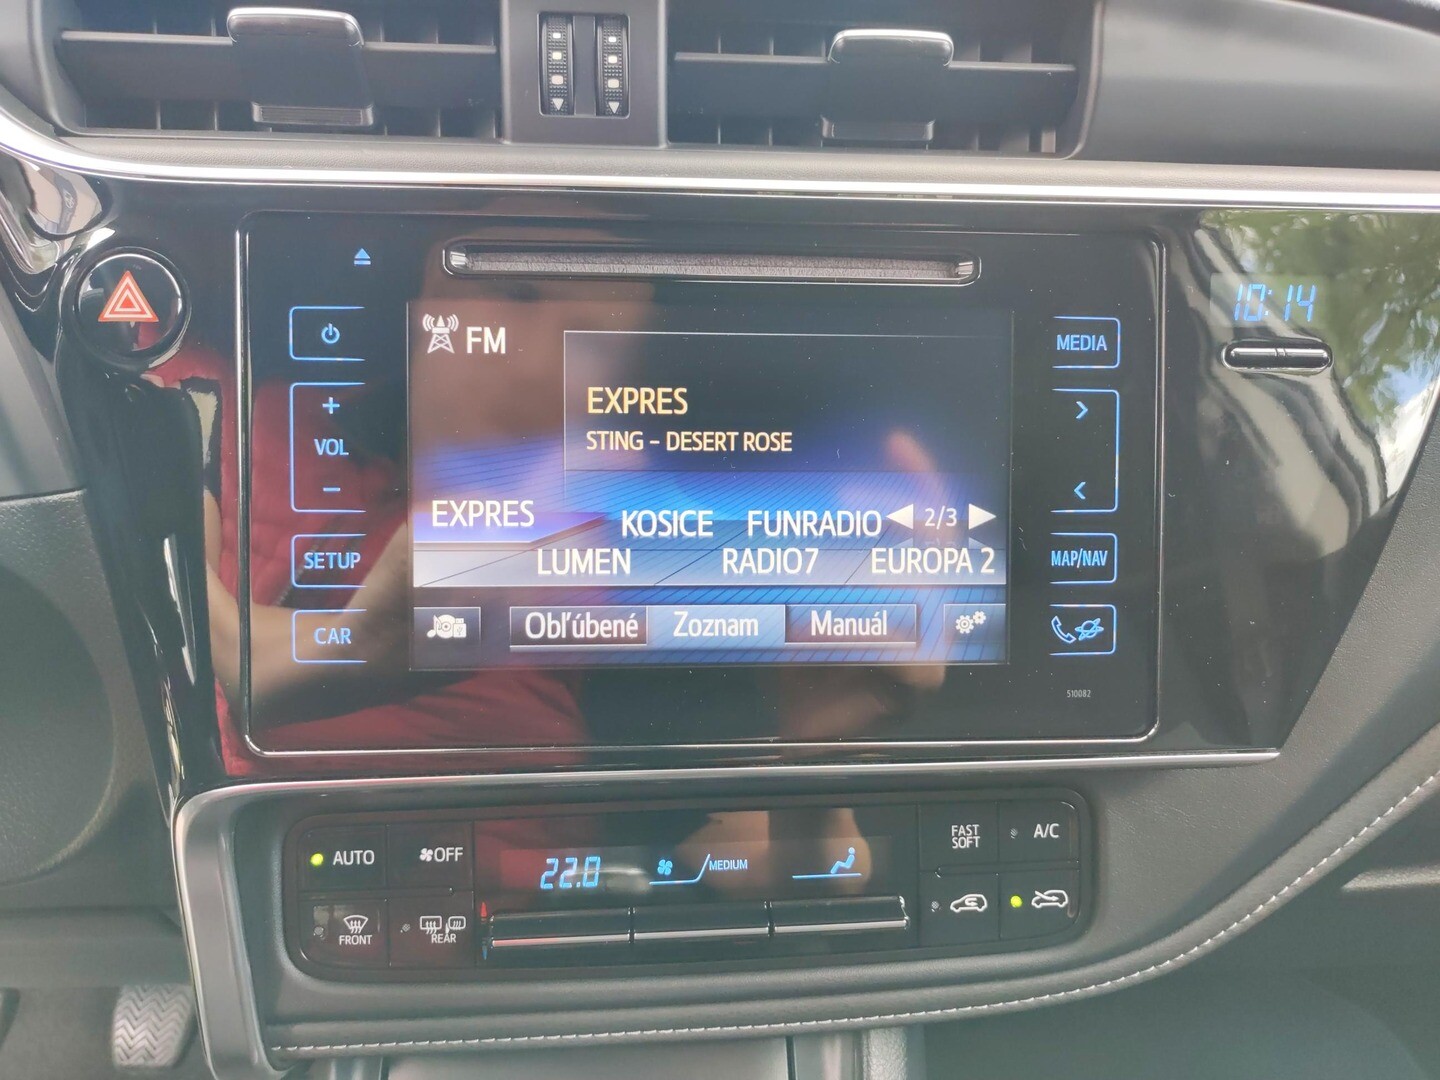 10:14
FM
MEDIA
EXPRES
+
VOL
STING - DESERT ROSE
-
EXPRES
KOSICE
FUNRADIO
2/3
LUMEN
RADIO7
EUROPA 2
SETUP
MAP/NAV
CAR
Obľúbené
Zoznam
Manuál
510082
AUTO
OFF
22.0
MEDIUM
FAST
SOFT
A/C
FRONT
REAR